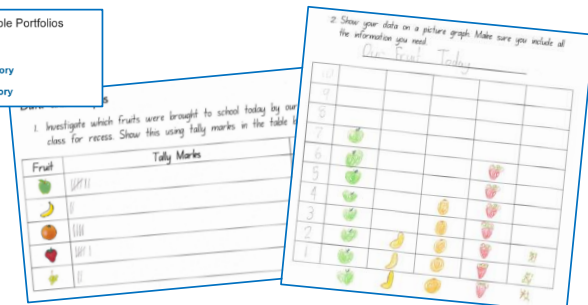 ple Portfolios
ory
ory
1. Investigate which fruits were brought to school today by our
class for recess. Show this using tally marks in the table
Fruit
Tally Marks
2. Show your data on a picture graph. Make sure you include all
the information you need.
Our Fruit Today
10
9
8
7
6
5
4
3
2
1